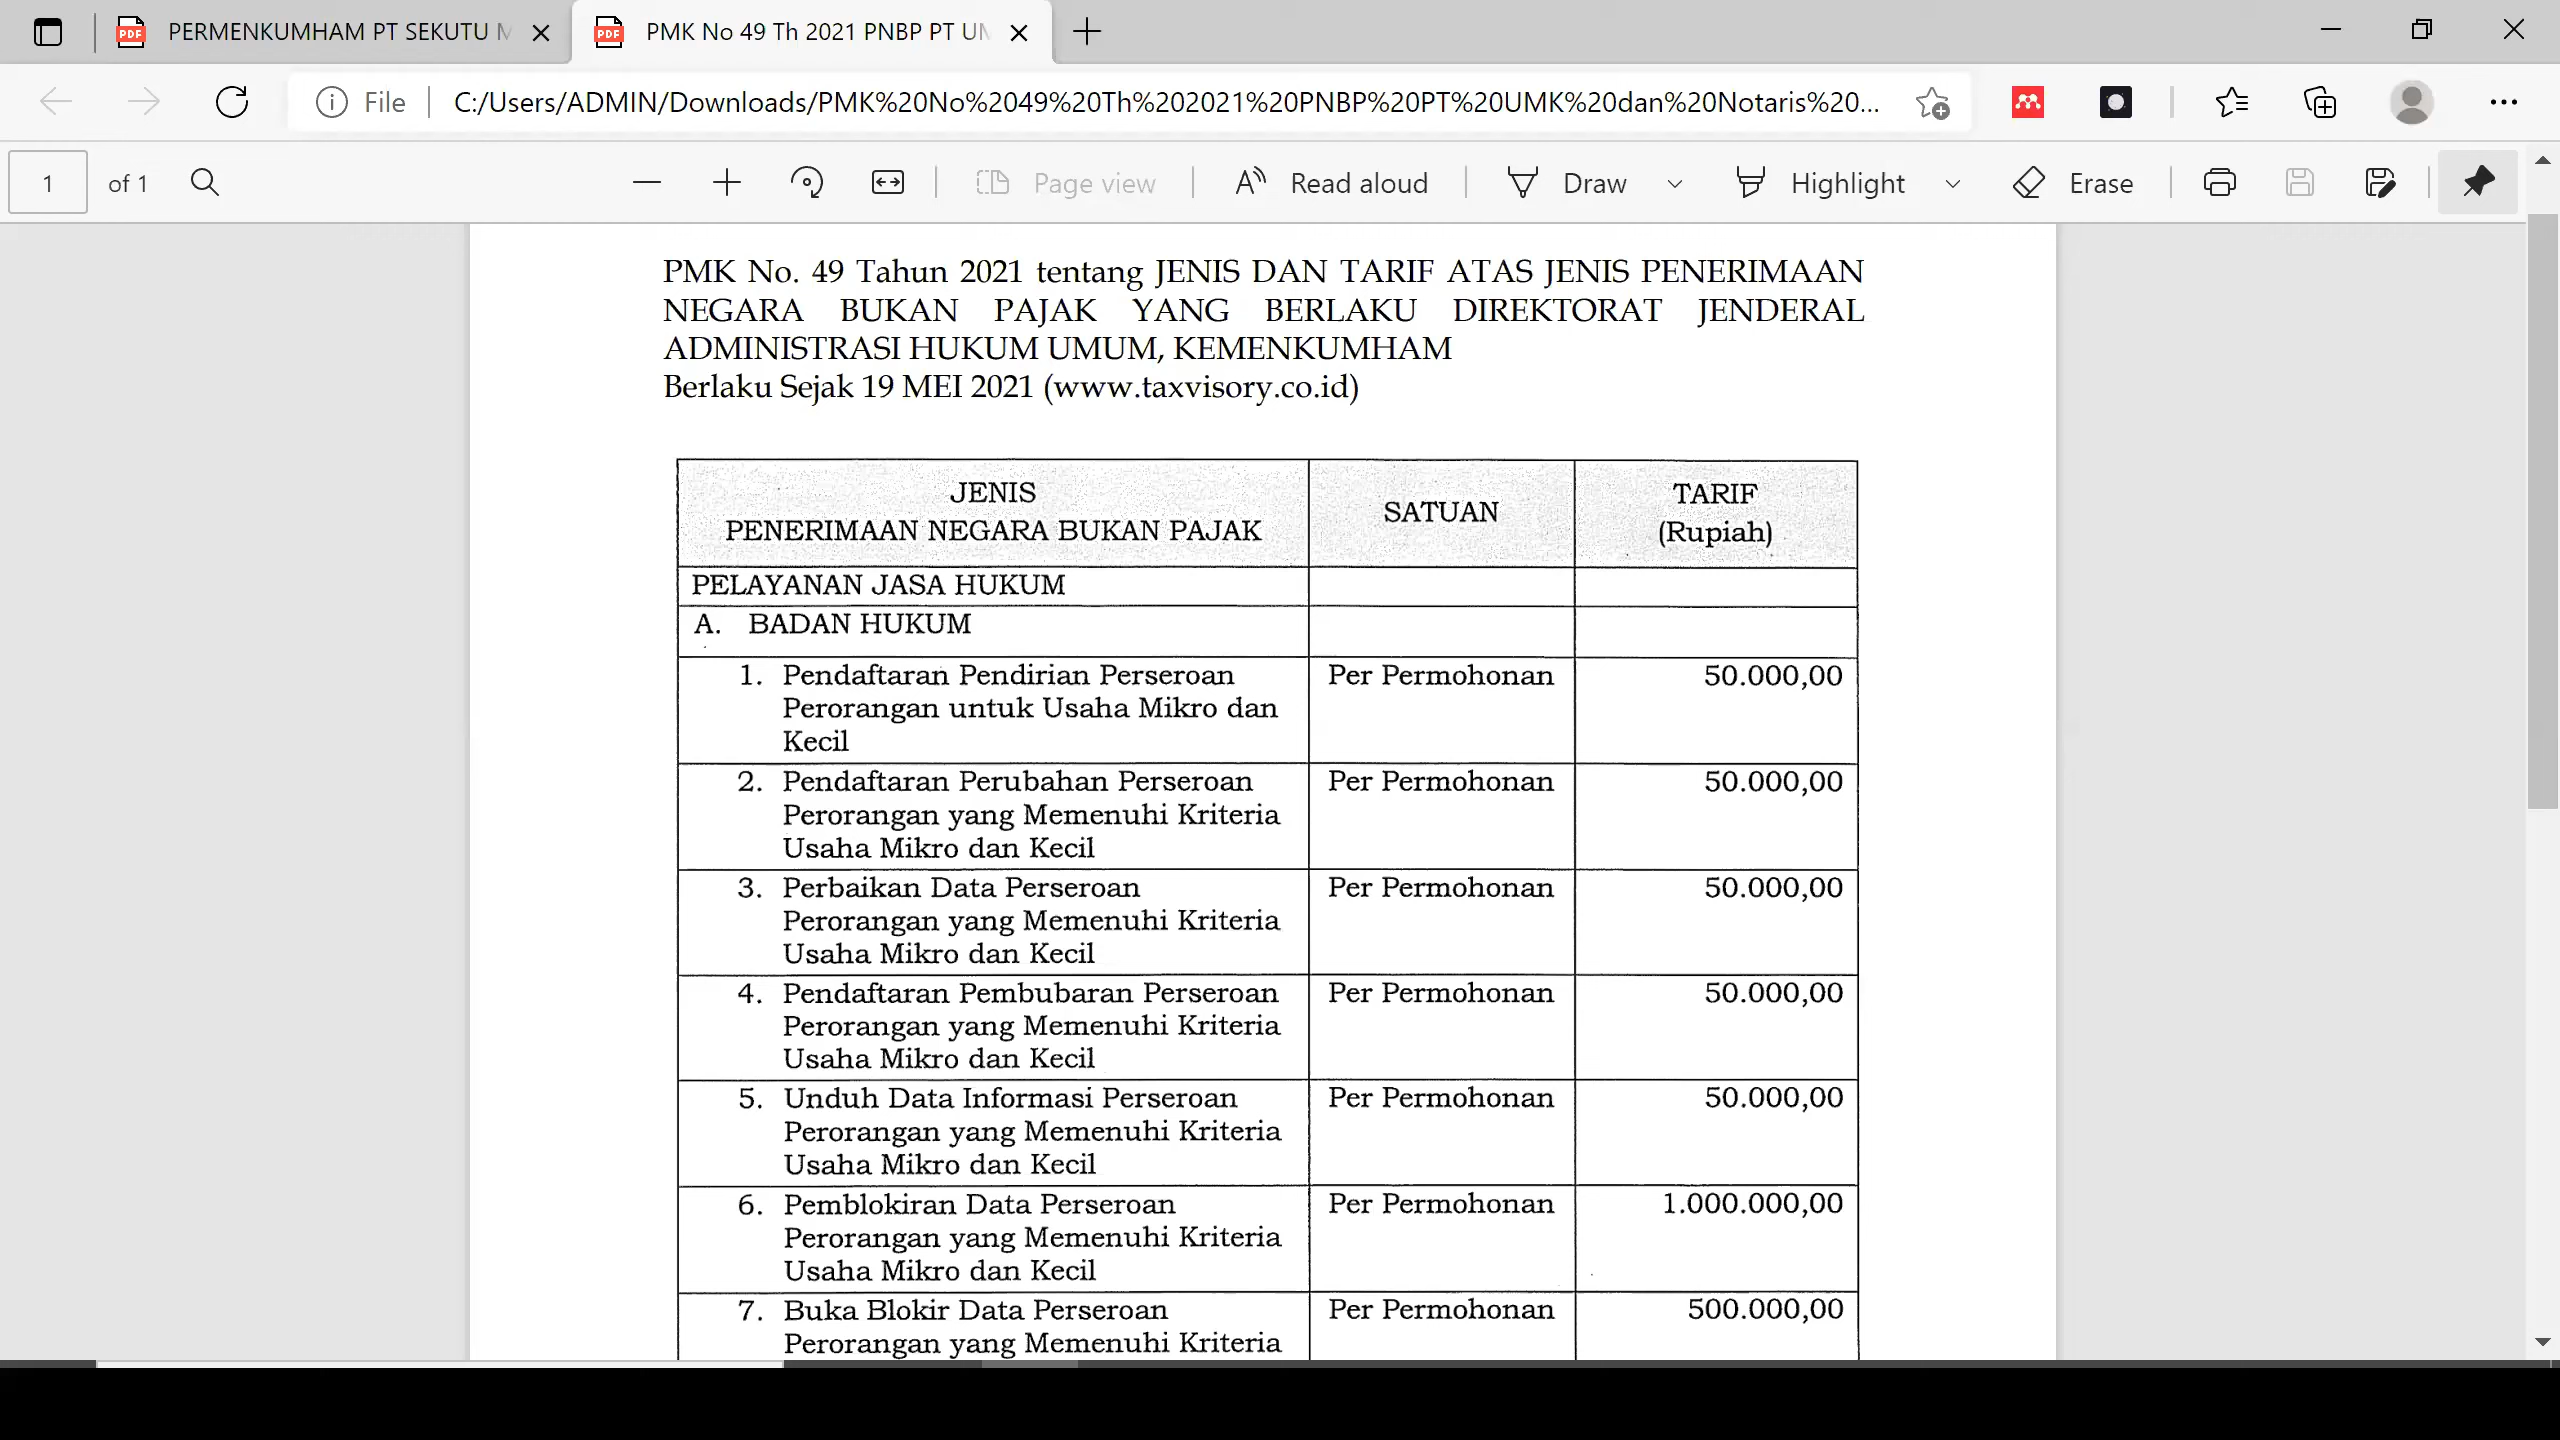 PERMENKUMHAM PT SEKUTU
PMK No 49 Th 2021 PNBP PT
File
C:/Users/ADMIN/Downloads/PMK%20No%2049%20Th%202021%20PNBP%20PT%20UMK%20dan%20Notaris%20...
1
of 1
Page view
Read aloud
Draw
Highlight
Erase
PMK No. 49 Tahun 2021 tentang JENIS DAN TARIF ATAS JENIS PENERIMAAN
NEGARA BUKAN PAJAK YANG BERLAKU DIREKTORAT JENDERAL
ADMINISTRASI HUKUM UMUM, KEMENKUMHAM
Berlaku Sejak 19 MEI 2021 (www.taxvisory.co.id)
JENIS
PENERIMAAN NEGARA BUKAN PAJAK
SATUAN
TARIF
(Rupiah)
PELAYANAN JASA HUKUM
A. BADAN HUKUM
1. Pendaftaran Pendirian Perseroan
Perorangan untuk Usaha Mikro dan
Kecil
Per Permohonan
50.000,00
2. Pendaftaran Perubahan Perseroan
Perorangan yang Memenuhi Kriteria
Usaha Mikro dan Kecil
Per Permohonan
50.000,00
3. Perbaikan Data Perseroan
Perorangan yang Memenuhi Kriteria
Usaha Mikro dan Kecil
Per Permohonan
50.000,00
4. Pendaftaran Pembubaran Perseroan
Perorangan yang Memenuhi Kriteria
Usaha Mikro dan Kecil
Per Permohonan
50.000,00
5. Unduh Data Informasi Perseroan
Perorangan yang Memenuhi Kriteria
Usaha Mikro dan Kecil
Per Permohonan
50.000,00
6. Pemblokiran Data Perseroan
Perorangan yang Memenuhi Kriteria
Usaha Mikro dan Kecil
Per Permohonan
1.000.000,00
7. Buka Blokir Data Perseroan
Perorangan yang Memenuhi Kriteria
Per Permohonan
500.000,00